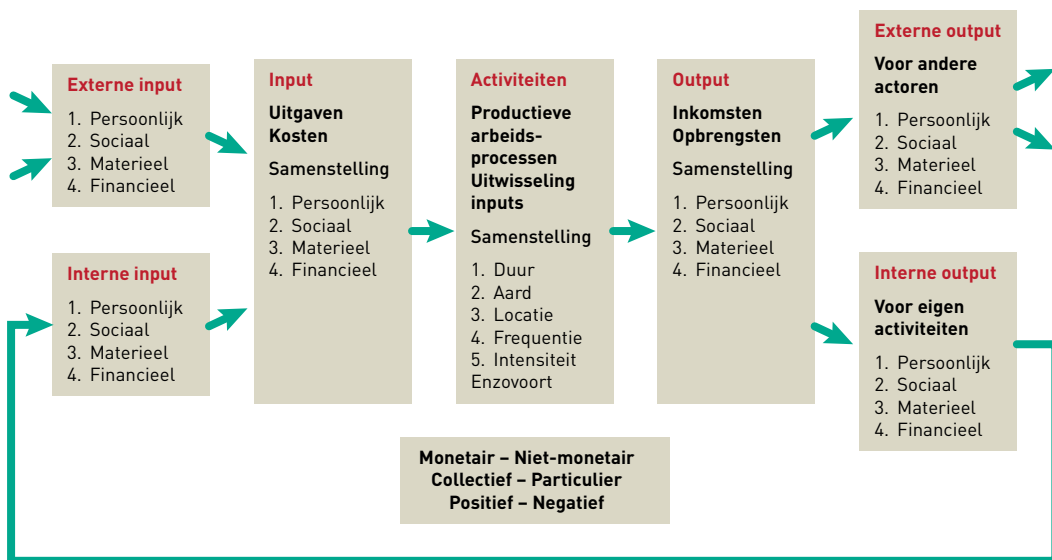 Externe input
1. Persoonlijk
2. Sociaal
3. Materieel
4. Financieel
Interne input
1. Persoonlijk
2. Sociaal
3. Materieel
4. Financieel
Input
Uitgaven
Kosten
Samenstelling
1. Persoonlijk
2. Sociaal
3. Materieel
4. Financieel
Activiteiten
Productieve
arbeids-
processen
Uitwisseling
inputs
Samenstelling
1. Duur
2. Aard
3. Locatie
4. Frequentie
5. Intensiteit
Enzovoort
Output
Inkomsten
Opbrengsten
Samenstelling
1. Persoonlijk
2. Sociaal
3. Materieel
4. Financieel
Externe output
Voor andere
actoren
1. Persoonlijk
2. Sociaal
3. Materieel
4. Financieel
Interne output
Voor eigen
activiteiten
1. Persoonlijk
2. Sociaal
3. Materieel
4. Financieel
Monetair – Niet-monetair
Collectief – Particulier
Positief – Negatief